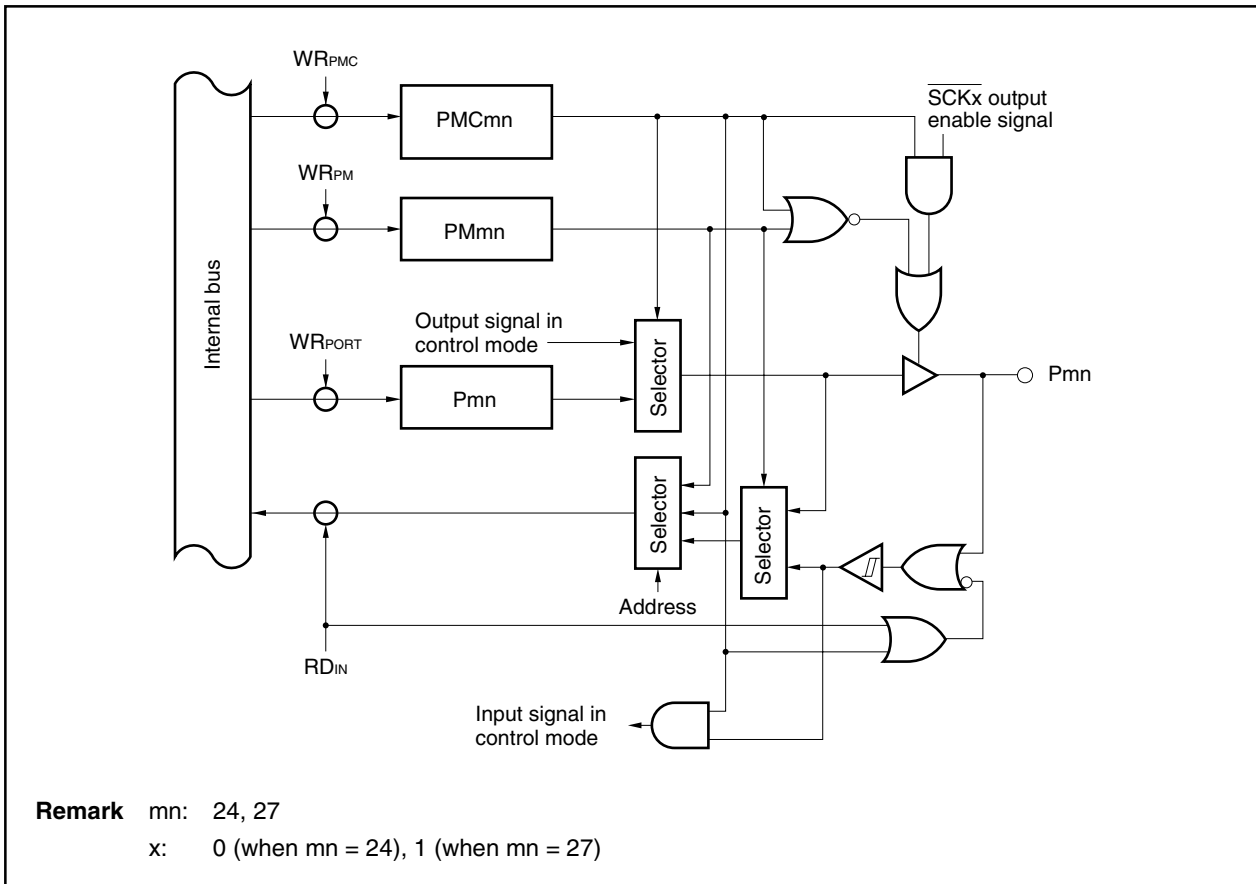 WRPMC
PMCmn
SCKx output
enable signal
WRPM
PMmn
Internal bus
Output signal in
control mode
WRPORT
Pmn
Selector
Pmn
Selector
Selector
Address
RDIN
Input signal in
control mode
Remark mn: 24, 27
x: 0 (when mn = 24), 1 (when mn = 27)